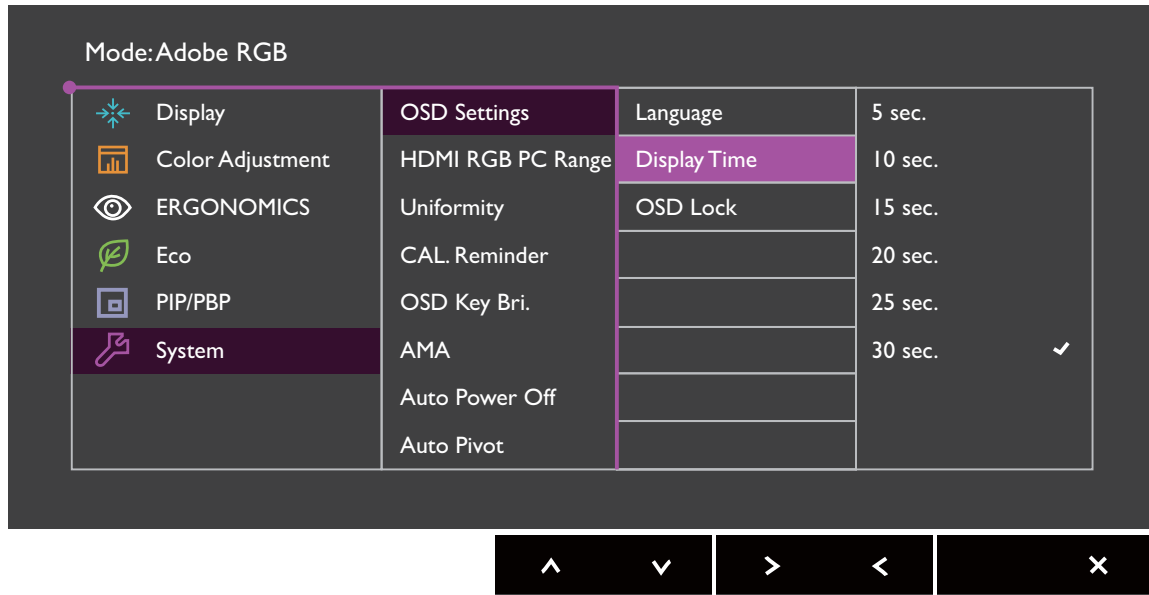 Mode: Adobe RGB
Display
Color Adjustment
ERGONOMICS
Eco
PIP/PBP
System
OSD Settings
HDMI RGB PC Range
Uniformity
CAL. Reminder
OSD Key Bri.
AMA
Auto Power Off
Auto Pivot
Language
Display Time
OSD Lock
5 sec.
10 sec.
15 sec.
20 sec.
25 sec.
30 sec.